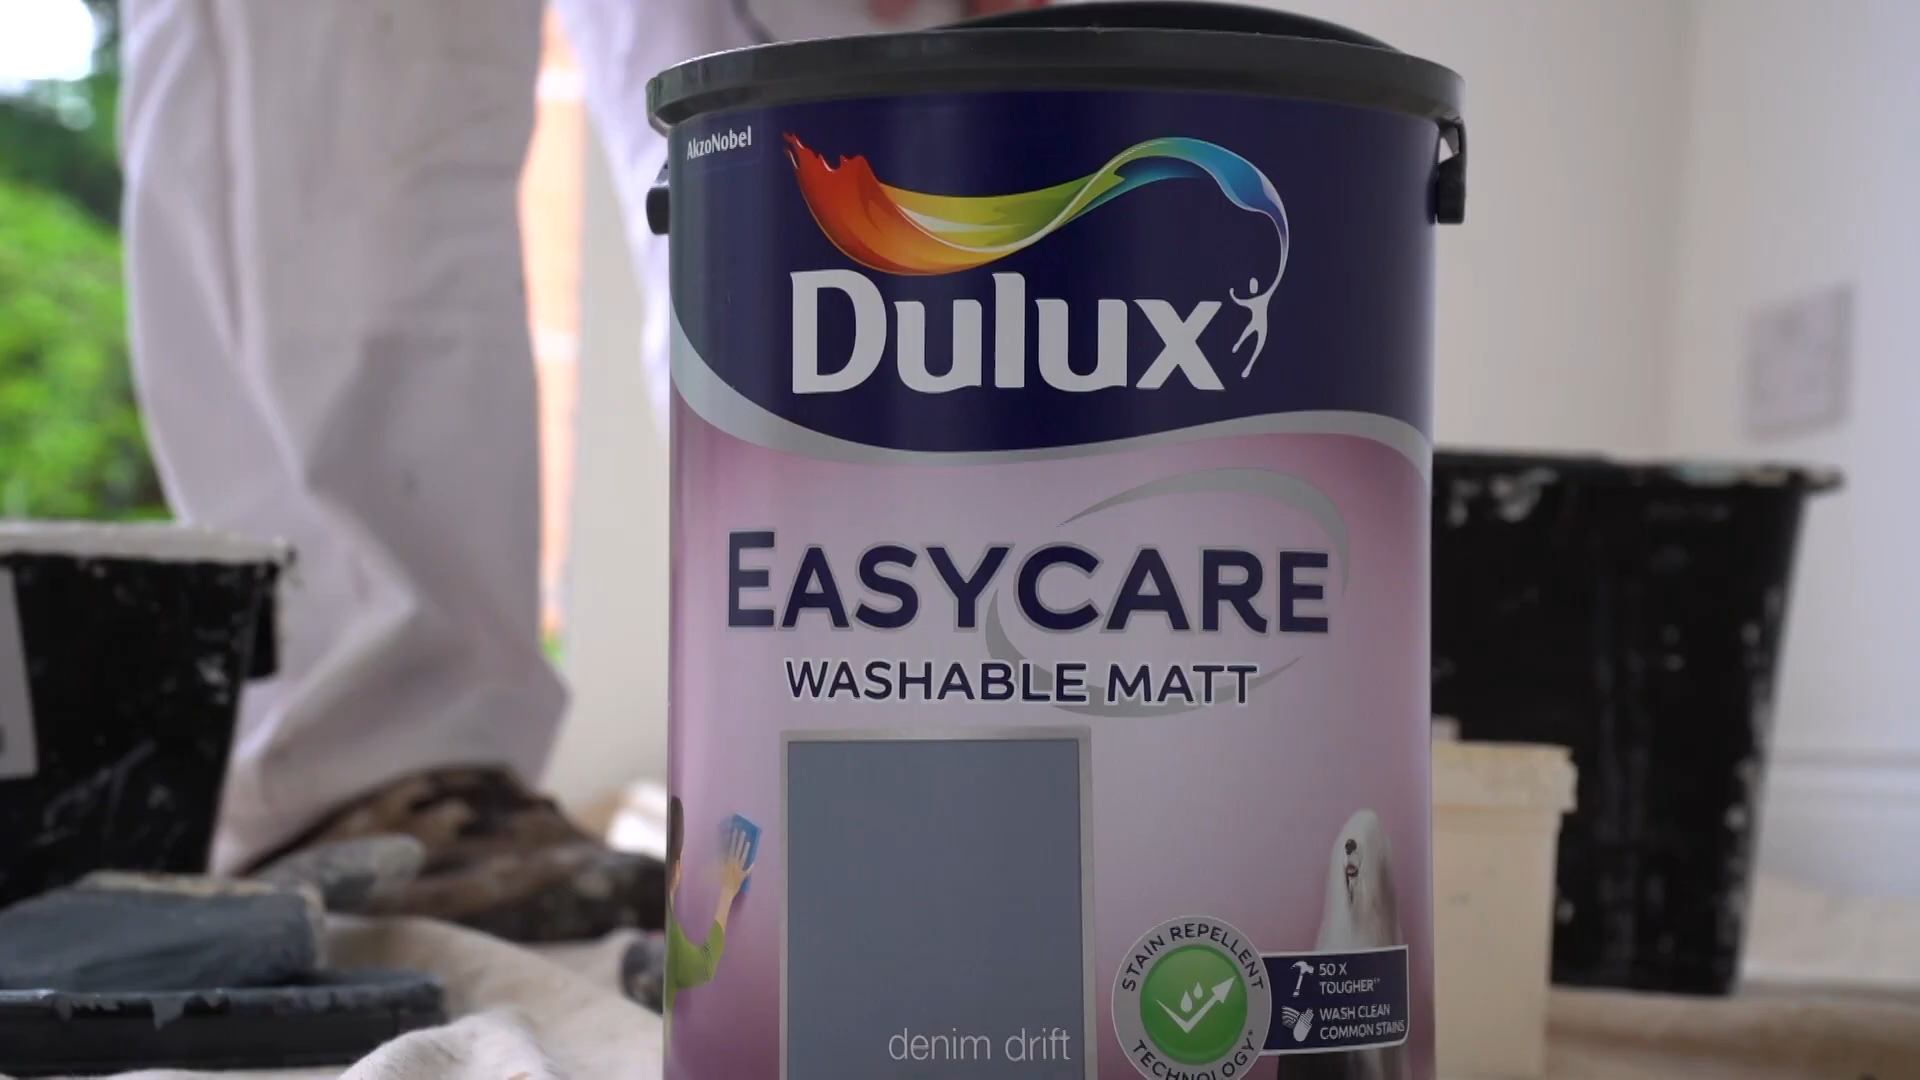 AkzoNobel
Dulux
EASYCARE
WASHABLE MATT
denim drift
STAIN REPELLENT
TECHNOLOGY*
50 X
TOUGHER**
WASH CLEAN
COMMON STAINS